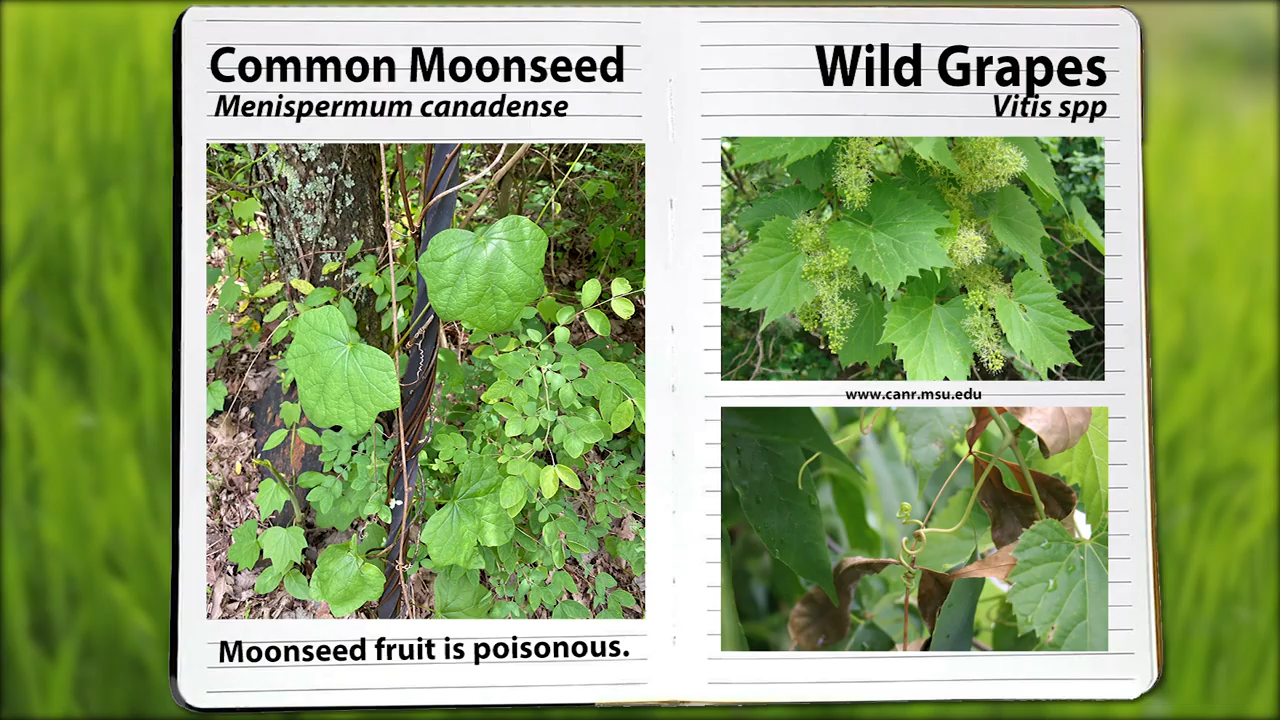 Common Moonseed
Menispermum canadense
Moonseed fruit is poisonous.
Wild Grapes
Vitis spp
www.canr.msu.edu